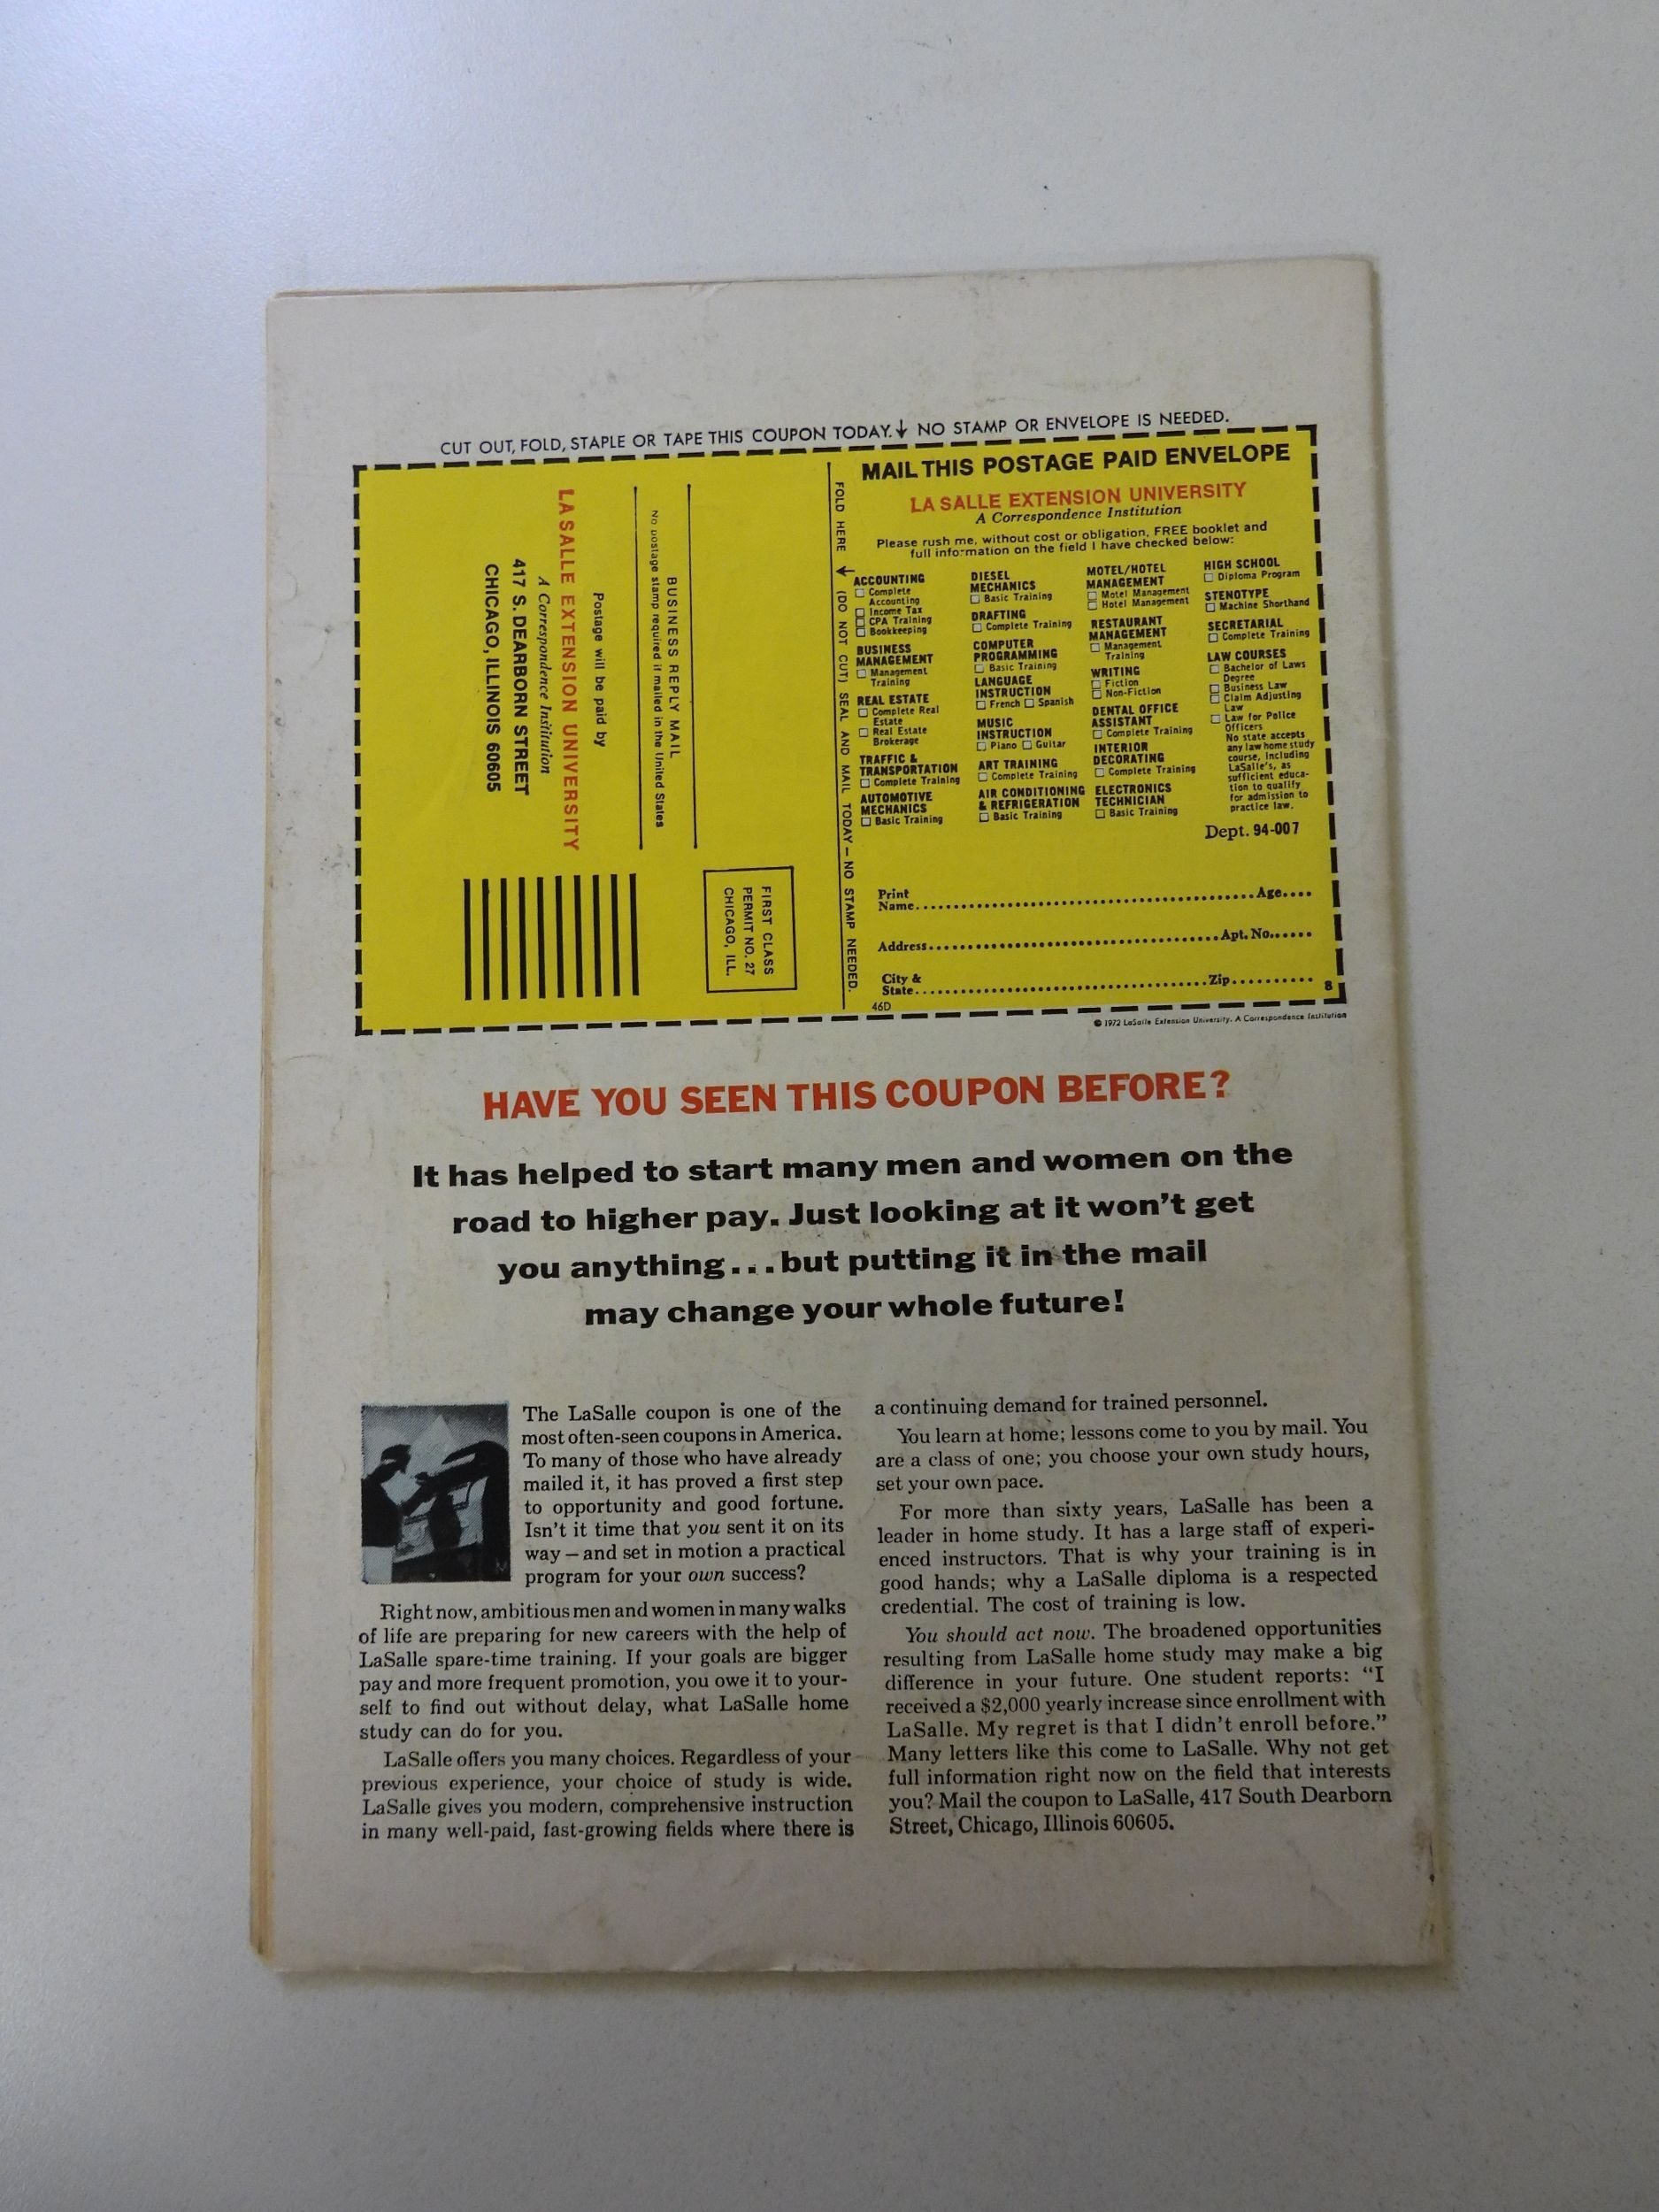 CUT OUT, FOLD, STAPLE OR TAPE THIS COUPON TODAY. NO STAMP OR ENVELOPE IS NEEDED.
BUSINESS REPLY MAIL
No postage stamp required if mailed in the United States
Postage will be paid by
LA SALLE EXTENSION UNIVERSITY
A Correspondence Institution
417 S. DEARBORN STREET
CHICAGO, ILLINOIS 60605
FIRST CLASS
PERMIT NO. 27
CHICAGO, ILL.
FOLD HERE (DO NOT CUT) SEAL AND MAIL TODAY — NO STAMP NEEDED.
MAIL THIS POSTAGE PAID ENVELOPE
LA SALLE EXTENSION UNIVERSITY
A Correspondence Institution
Please rush me, without cost or obligation, FREE booklet and
full information on the field I have checked below:
ACCOUNTING
Complete
Accounting
Income Tax
CPA Training
Bookkeeping
BUSINESS
MANAGEMENT
Management
Training
REAL ESTATE
Complete Real
Estate
Real Estate
Brokerage
TRAFFIC &
TRANSPORTATION
Complete Training
AUTOMOTIVE
MECHANICS
Basic Training
DIESEL
MECHANICS
Basic Training
DRAFTING
Complete Training
COMPUTER
PROGRAMMING
Basic Training
LANGUAGE
INSTRUCTION
French Spanish
MUSIC
INSTRUCTION
Piano Guitar
ART TRAINING
Complete Training
AIR CONDITIONING
& REFRIGERATION
Basic Training
MOTEL/HOTEL
MANAGEMENT
Motel Management
Hotel Management
RESTAURANT
MANAGEMENT
Management
Training
WRITING
Fiction
Non-Fiction
DENTAL OFFICE
ASSISTANT
Complete Training
INTERIOR
DECORATING
Complete Training
ELECTRONICS
TECHNICIAN
Basic Training
HIGH SCHOOL
Diploma Program
STENOTYPE
Machine Shorthand
SECRETARIAL
Complete Training
LAW COURSES
Bachelor of Laws
Degree
Business Law
Claim Adjusting
Law
Law for Police
Officers
No state accepts
any law home study
course, including
LaSalle's, as
sufficient educa-
tion to qualify
for admission to
practice law.
Dept. 94-007
Print
Name Age
Address Apt. No.
City &
State Zip
46D 8
© 1972 LaSalle Extension University. A Correspondence Institution
HAVE YOU SEEN THIS COUPON BEFORE?
It has helped to start many men and women on the
road to higher pay. Just looking at it won't get
you anything...but putting it in the mail
may change your whole future!
The LaSalle coupon is one of the
most often-seen coupons in America.
To many of those who have already
mailed it, it has proved a first step
to opportunity and good fortune.
Isn't it time that you sent it on its
way – and set in motion a practical
program for your own success?
Right now, ambitious men and women in many walks
of life are preparing for new careers with the help of
LaSalle spare-time training. If your goals are bigger
pay and more frequent promotion, you owe it to your-
self to find out without delay, what LaSalle home
study can do for you.
LaSalle offers you many choices. Regardless of your
previous experience, your choice of study is wide.
LaSalle gives you modern, comprehensive instruction
in many well-paid, fast-growing fields where there is
a continuing demand for trained personnel.
You learn at home; lessons come to you by mail. You
are a class of one; you choose your own study hours,
set your own pace.
For more than sixty years, LaSalle has been a
leader in home study. It has a large staff of experi-
enced instructors. That is why your training is in
good hands; why a LaSalle diploma is a respected
credential. The cost of training is low.
You should act now. The broadened opportunities
resulting from LaSalle home study may make a big
difference in your future. One student reports: "I
received a $2,000 yearly increase since enrollment with
LaSalle. My regret is that I didn't enroll before."
Many letters like this come to LaSalle. Why not get
full information right now on the field that interests
you? Mail the coupon to LaSalle, 417 South Dearborn
Street, Chicago, Illinois 60605.